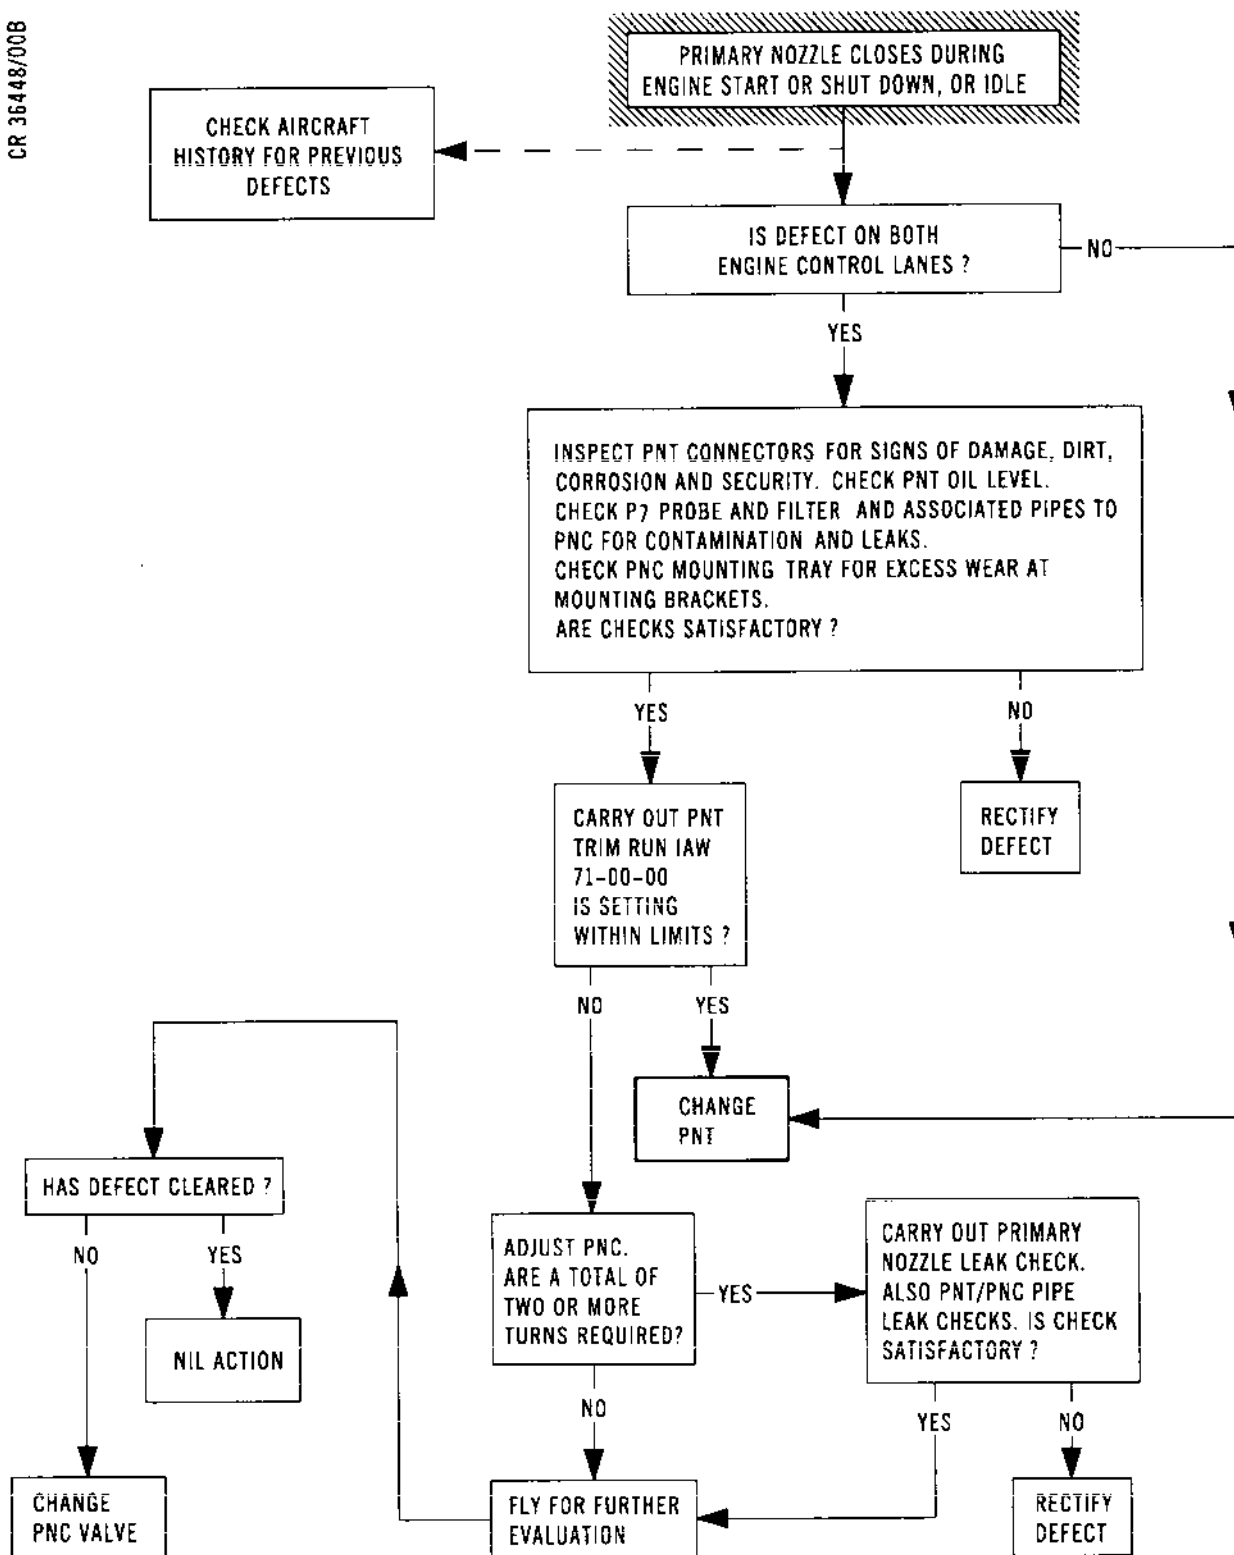 CR 36448/00B
PRIMARY NOZZLE CLOSES DURING
ENGINE START OR SHUT DOWN, OR IDLE
CHECK AIRCRAFT
HISTORY FOR PREVIOUS
DEFECTS
IS DEFECT ON BOTH
ENGINE CONTROL LANES ?
NO
YES
INSPECT PNT CONNECTORS FOR SIGNS OF DAMAGE, DIRT,
CORROSION AND SECURITY. CHECK PNT OIL LEVEL.
CHECK P7 PROBE AND FILTER AND ASSOCIATED PIPES TO
PNC FOR CONTAMINATION AND LEAKS.
CHECK PNC MOUNTING TRAY FOR EXCESS WEAR AT
MOUNTING BRACKETS.
ARE CHECKS SATISFACTORY ?
YES
NO
CARRY OUT PNT
TRIM RUN IAW
71-00-00
IS SETTING
WITHIN LIMITS ?
RECTIFY
DEFECT
NO
YES
CHANGE
PNT
HAS DEFECT CLEARED ?
NO
YES
ADJUST PNC.
ARE A TOTAL OF
TWO OR MORE
TURNS REQUIRED?
YES
CARRY OUT PRIMARY
NOZZLE LEAK CHECK.
ALSO PNT/PNC PIPE
LEAK CHECKS. IS CHECK
SATISFACTORY ?
NIL ACTION
NO
YES
NO
CHANGE
PNC VALVE
FLY FOR FURTHER
EVALUATION
RECTIFY
DEFECT